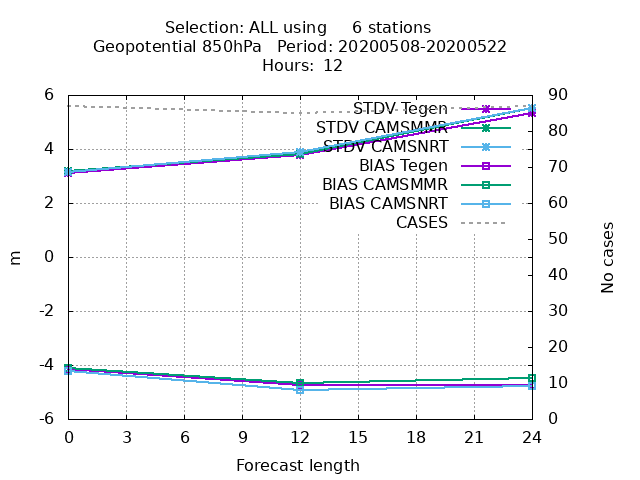 Selection: ALL using     6 stations
Geopotential 850hPa   Period: 20200508-20200522
Hours: 12
6 90
STDV Tegen
80
STDV CAMSMMR
4 STDV CAMSNRT
70
BIAS Tegen
BIAS CAMSMMR
2 BIAS CAMSNRT 60
CASES
50
m 0 No cases
40
-2 30
20
-4
10
-6 0
0 3 6 9 12 15 18 21 24
Forecast length